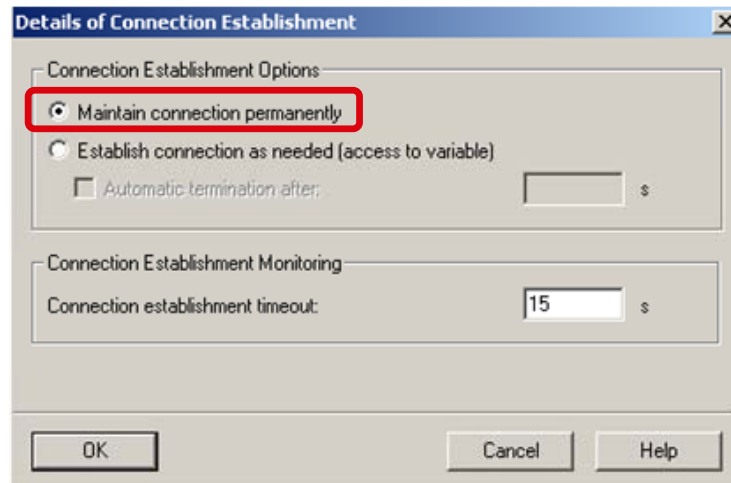 Details of Connection Establishment
Connection Establishment Options
Maintain connection permanently
Establish connection as needed (access to variable)
Automatic termination after: s
Connection Establishment Monitoring
Connection establishment timeout: 15 s
OK Cancel Help